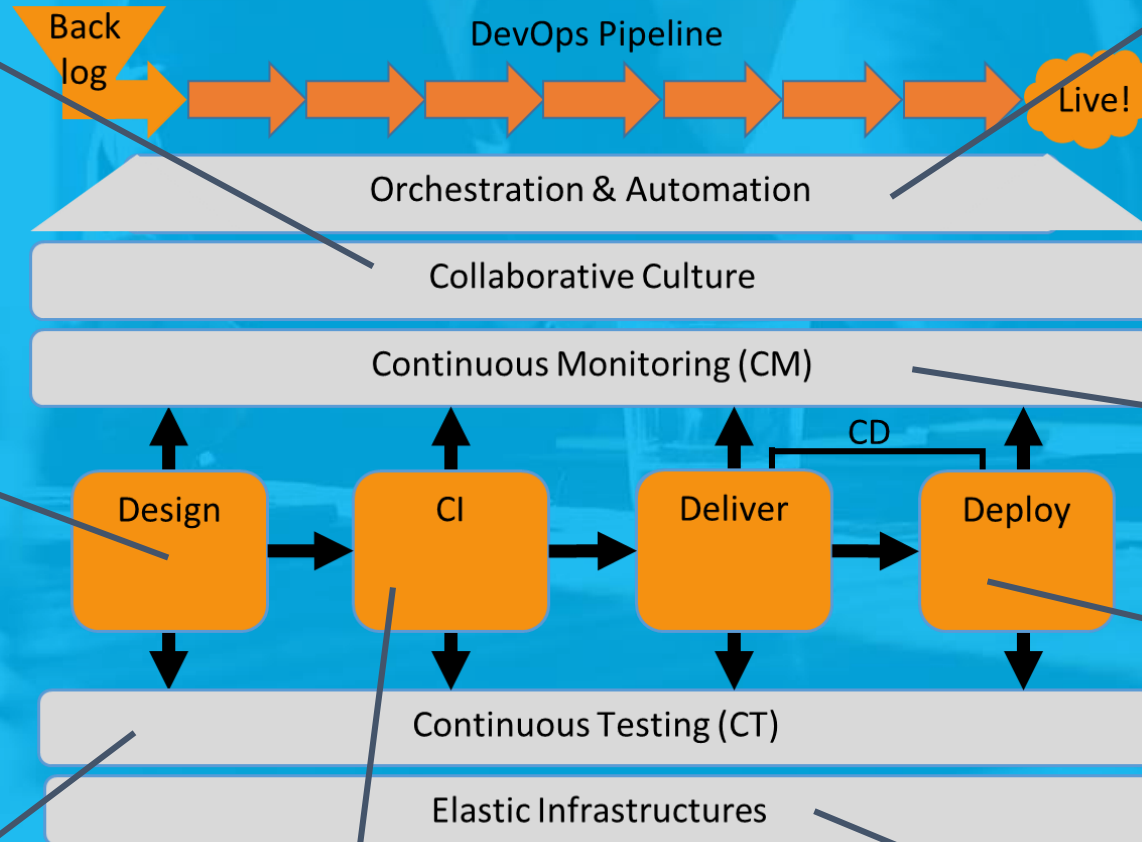 Back
log
DevOps Pipeline
Live!
Orchestration & Automation
Collaborative Culture
Continuous Monitoring (CM)
CD
Design
CI
Deliver
Deploy
Continuous Testing (CT)
Elastic Infrastructures